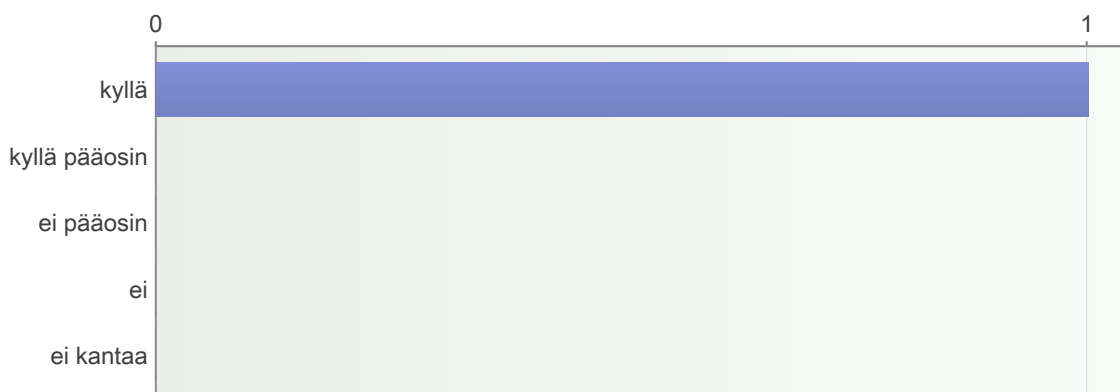 0 1
kyllä
kyllä pääosin
ei pääosin
ei
ei kantaa